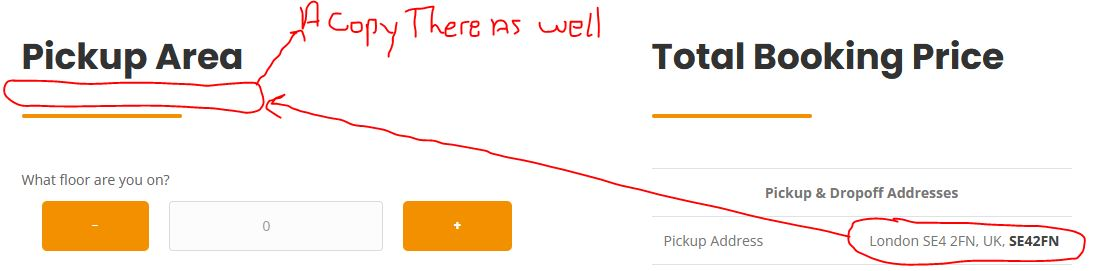 A Copy There As well
Pickup Area
Total Booking Price
What floor are you on?
Pickup & Dropoff Addresses
− 0 +
Pickup Address London SE4 2FN, UK, SE42FN